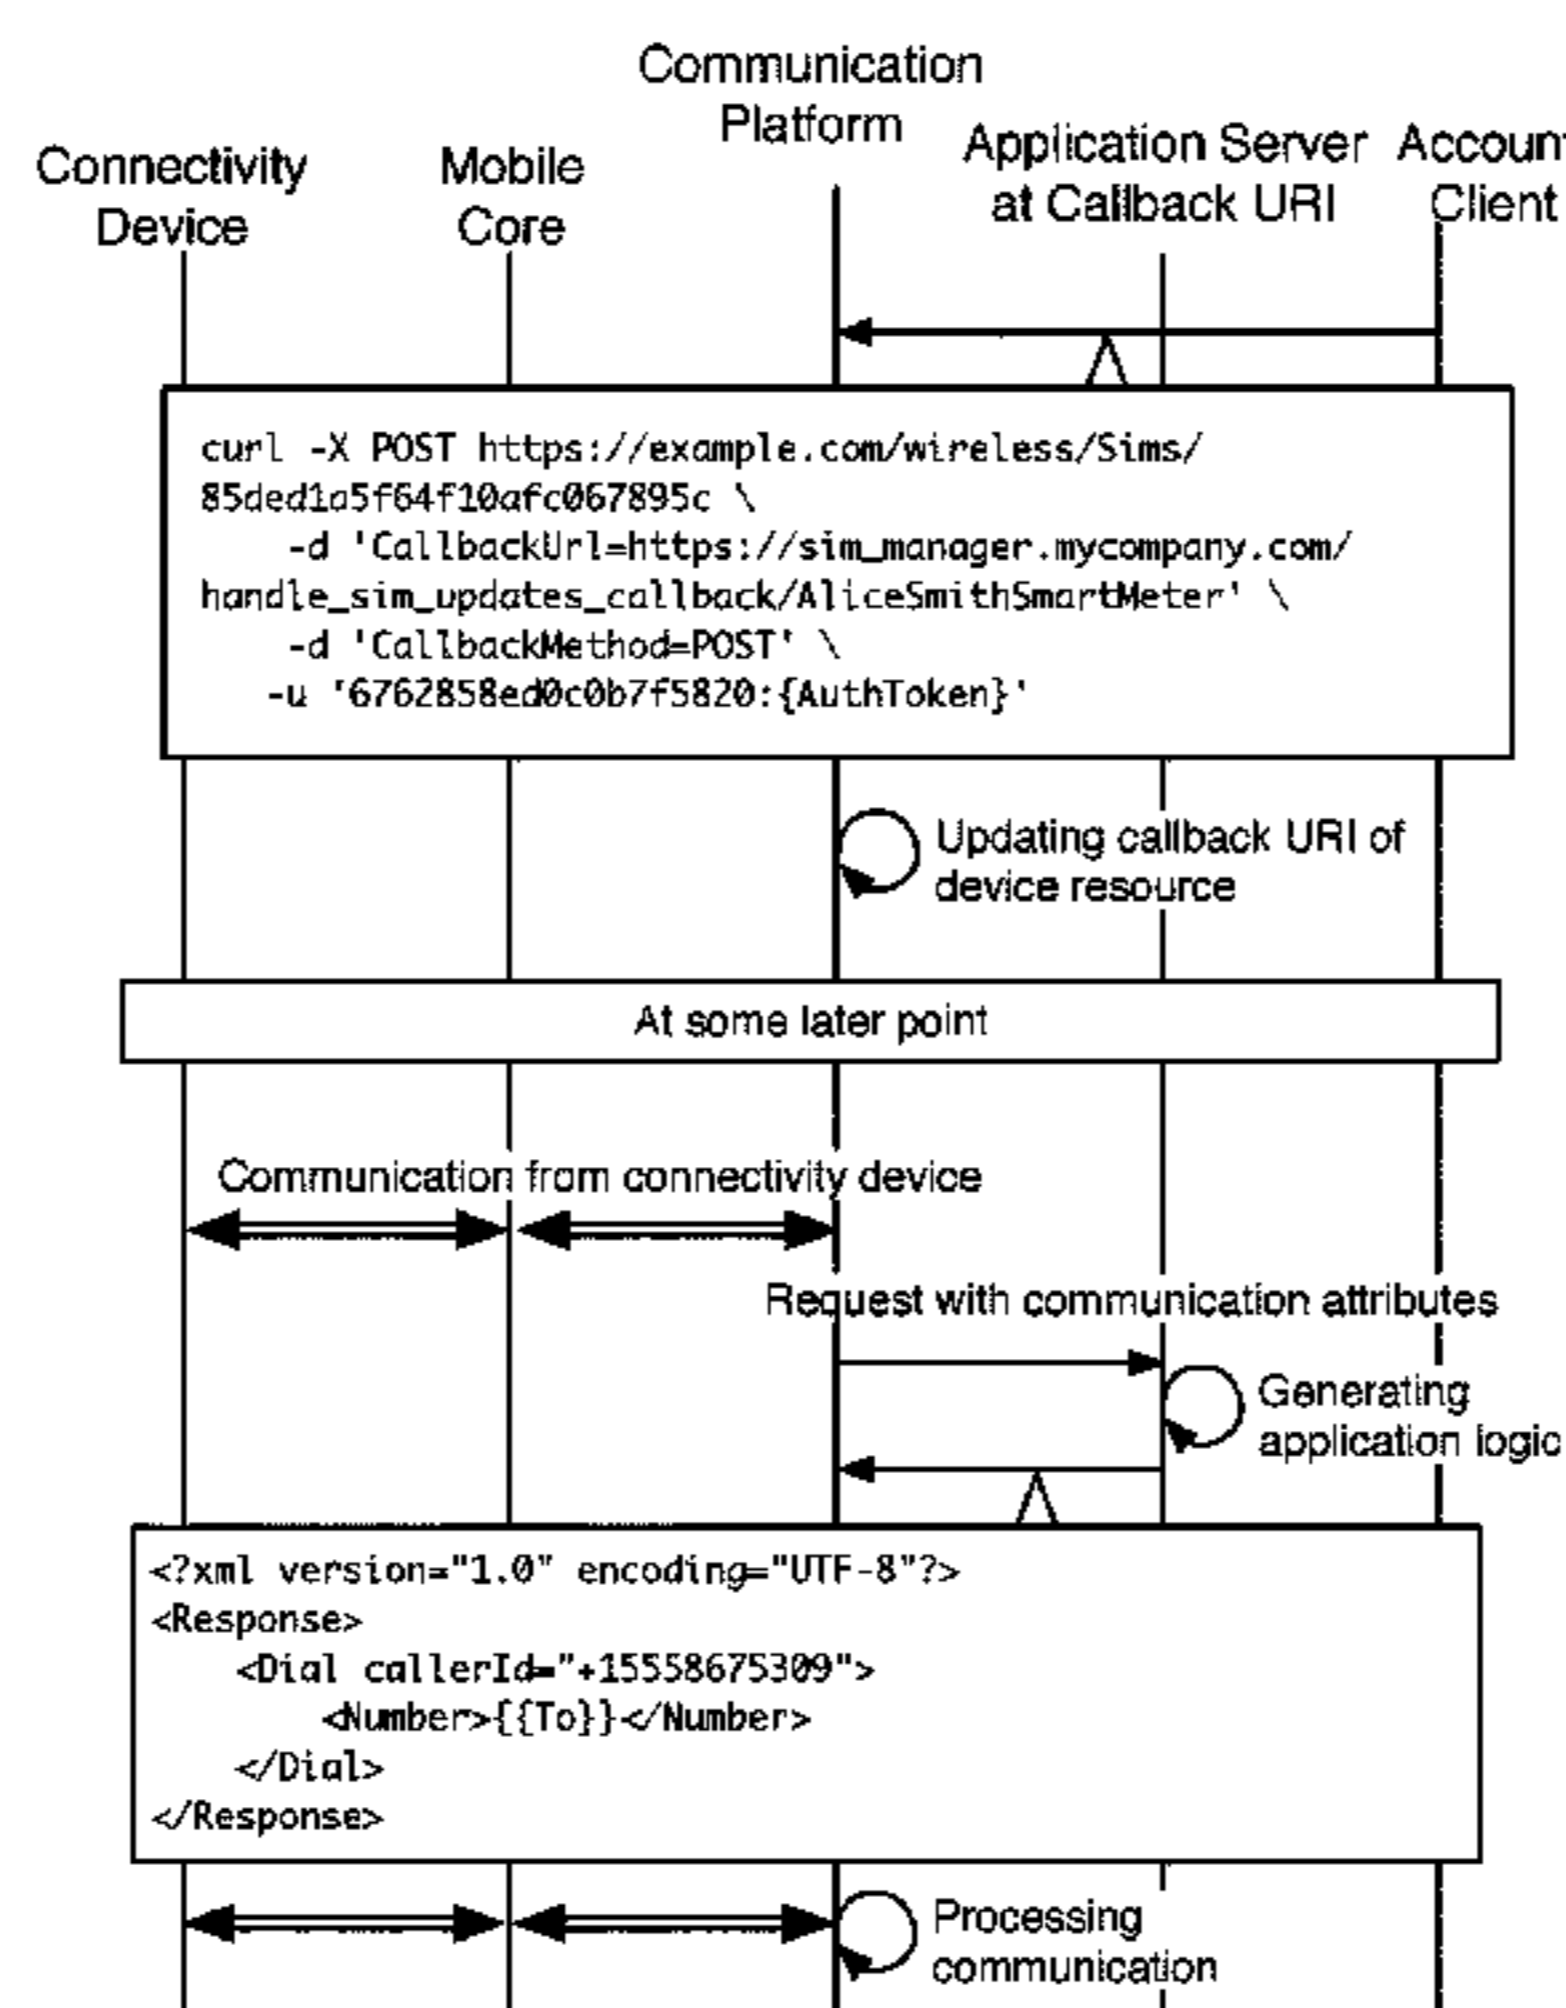 Communication
Platform
Connectivity
Device
Mobile
Core
Application Server
at Callback URI
Accoun
Client
curl -X POST https://example.com/wireless/Sims/
85ded1a5f64f10afc067895c \
-d 'CallbackUrl=https://sim_manager.mycompany.com/
handle_sim_updates_callback/AliceSmithSmartMeter' \
-d 'CallbackMethod=POST' \
-u '6762858ed0c0b7f5820:{AuthToken}'
Updating callback URI of
device resource
At some later point
Communication from connectivity device
Request with communication attributes
Generating
application logic
<?xml version="1.0" encoding="UTF-8"?>
<Response>
<Dial callerId="+15558675309">
<Number>{{To}}</Number>
</Dial>
</Response>
Processing
communication